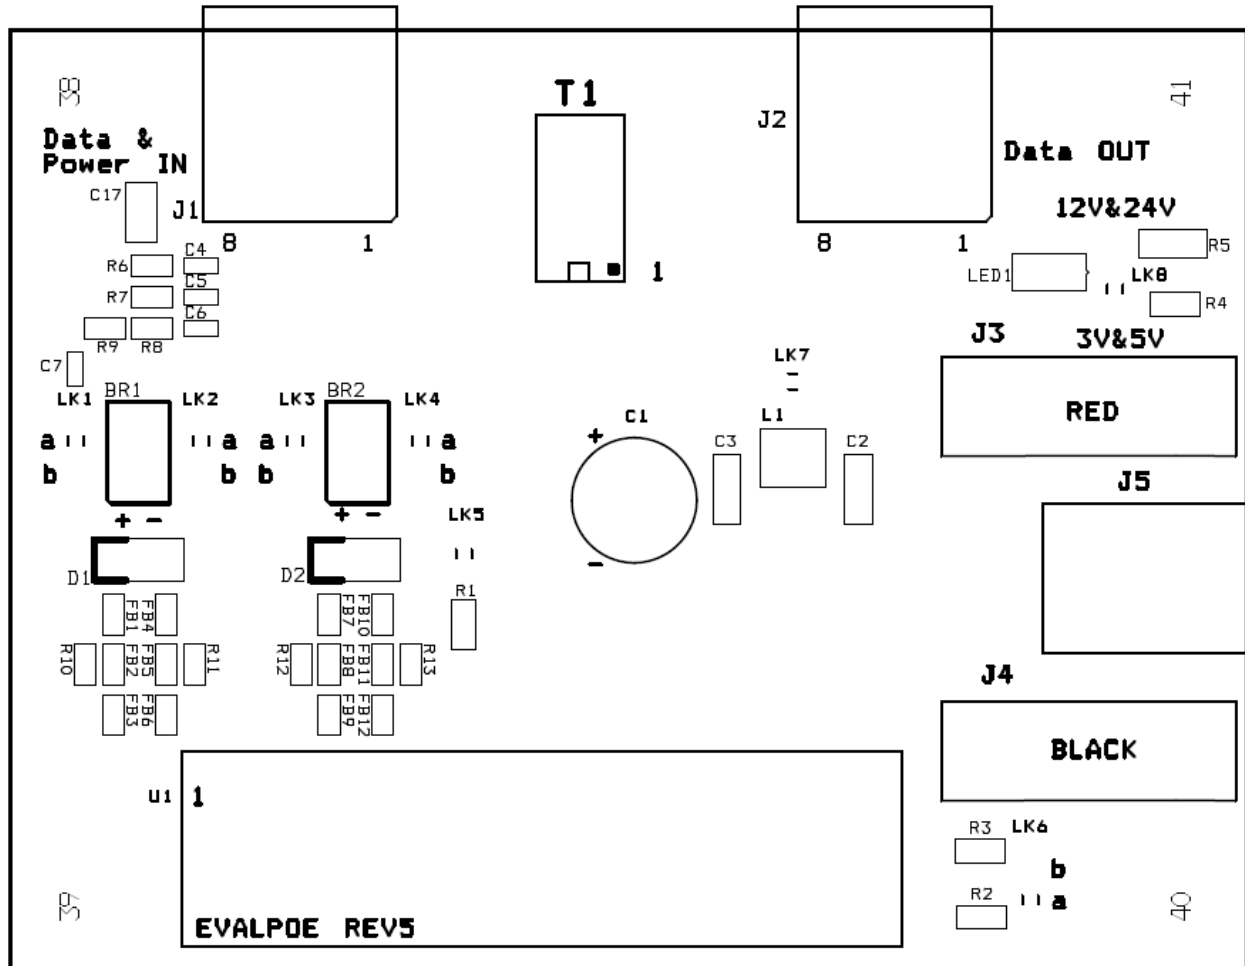 38
T1
41
J2
Data &
Power IN
Data OUT
C17
J1
12V&24V
8
1
8
1
R5
C4
R6
1
LED1
LK8
C5
R7
R4
C6
R9
R8
J3
3V&5V
C7
LK7
BR1
BR2
LK1
LK2
LK3
LK4
C1
L1
RED
a
a
a
a
+
C3
C2
b
b
b
b
J5
+ -
+ -
LK5
D1
D2
-
R1
FB1
FB4
FB7
FB10
R10
FB2
FB5
R11
R12
FB8
FB11
R13
J4
FB3
FB6
FB9
FB12
BLACK
U1
1
R3
LK6
b
R2
a
39
40
EVALPOE REV5